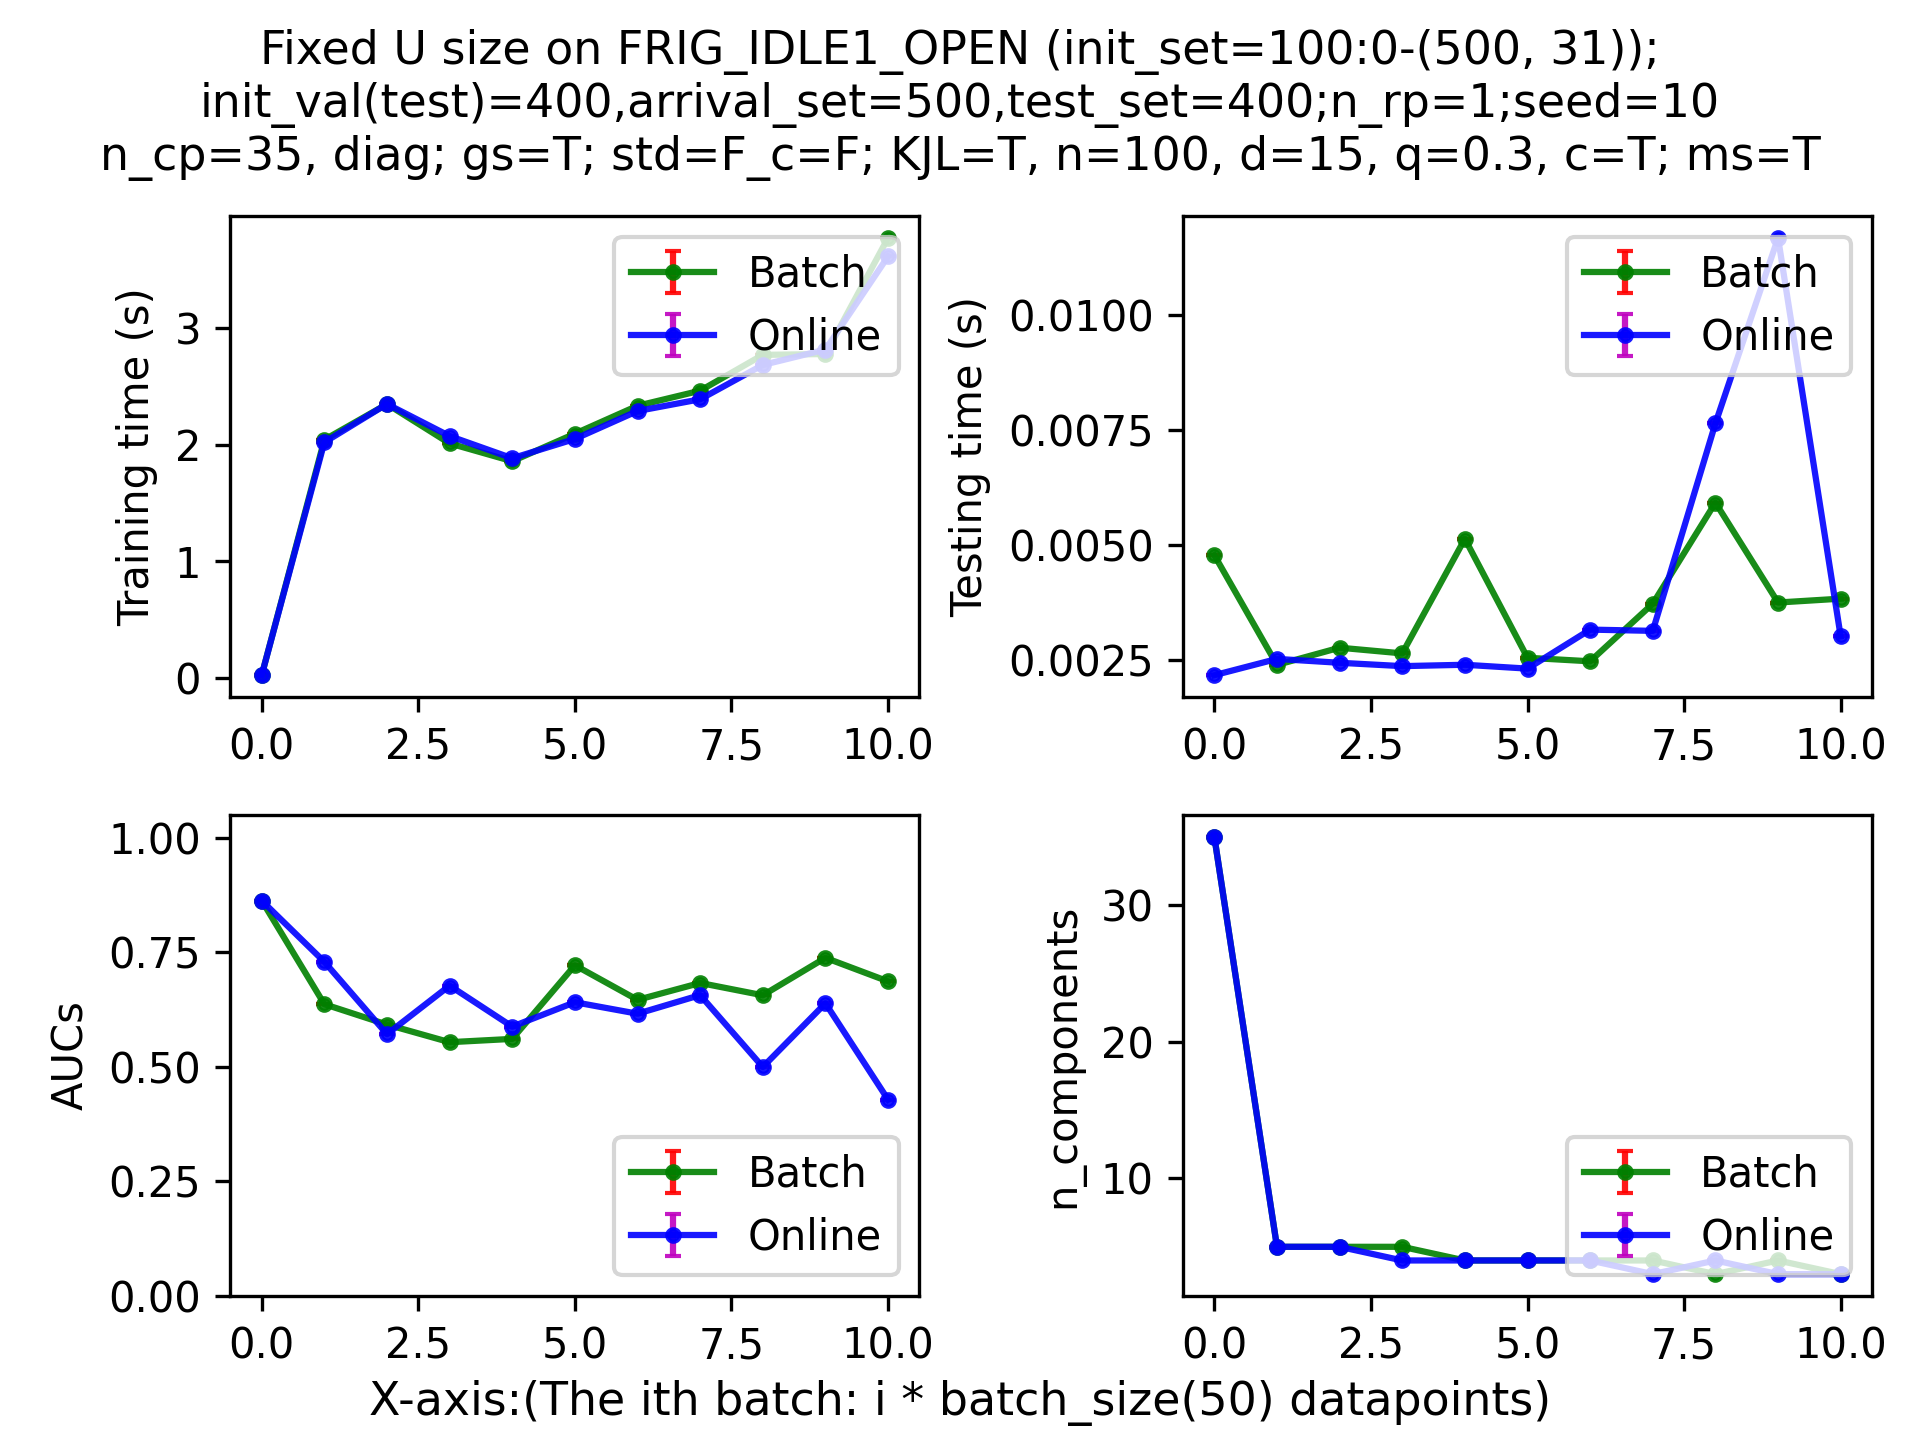 Fixed U size on FRIG_IDLE1_OPEN (init_set=100:0-(500, 31));
init_val(test)=400,arrival_set=500,test_set=400;n_rp=1;seed=10
n_cp=35, diag; gs=T; std=F_c=F; KJL=T, n=100, d=15, q=0.3, c=T; ms=T
Training time (s)
3
2
1
0
0.0 2.5 5.0 7.5 10.0
Batch
Online
Testing time (s)
0.0100
0.0075
0.0050
0.0025
0.0 2.5 5.0 7.5 10.0
Batch
Online
AUCs
1.00
0.75
0.50
0.25
0.00
0.0 2.5 5.0 7.5 10.0
Batch
Online
n_components
30
20
10
0.0 2.5 5.0 7.5 10.0
Batch
Online
X-axis:(The ith batch: i * batch_size(50) datapoints)